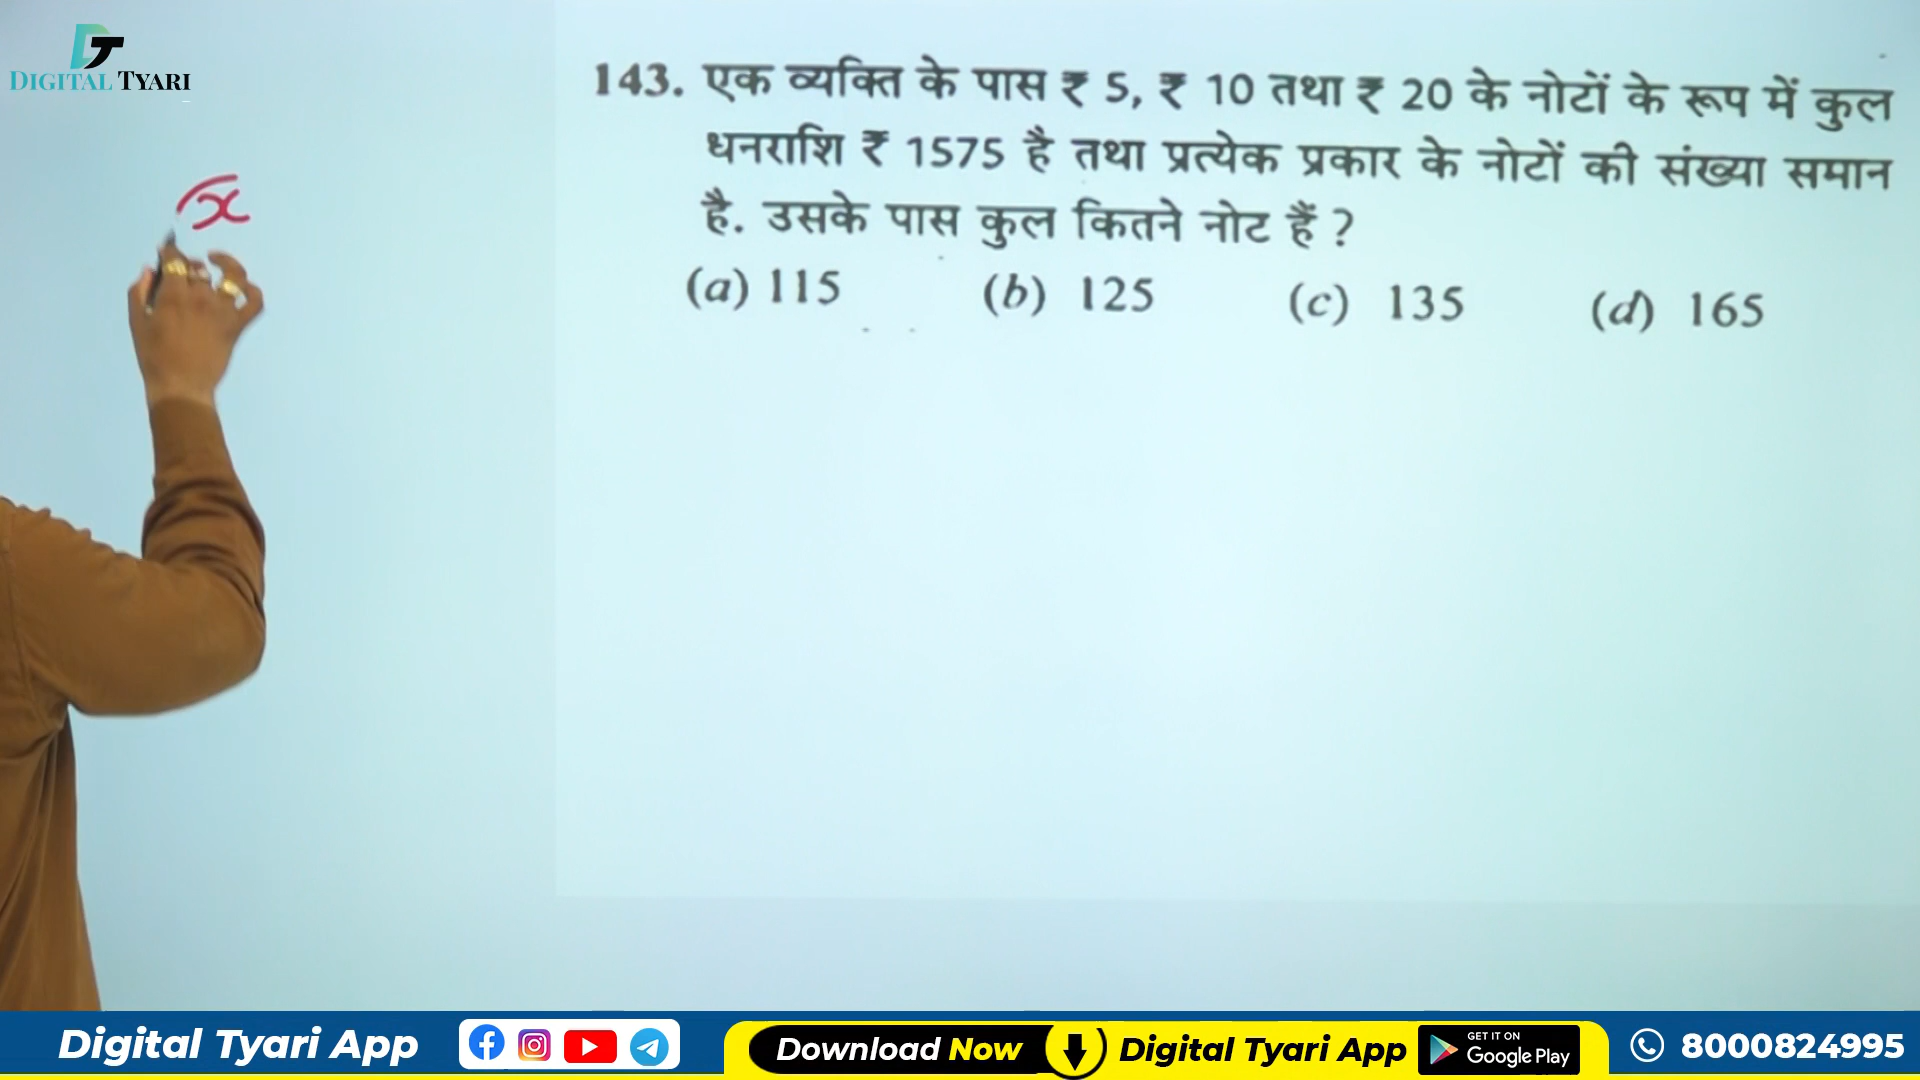 DT
DIGITAL TYARI
143. एक व्यक्ति के पास ₹ 5, ₹ 10 तथा ₹ 20 के नोटों के रूप में कुल
धनराशि ₹ 1575 है तथा प्रत्येक प्रकार के नोटों की संख्या समान
है. उसके पास कुल कितने नोट हैं ?
(a) 115 (b) 125 (c) 135 (d) 165
x
Digital Tyari App
Download Now
Digital Tyari App
GET IT ON
Google Play
8000824995